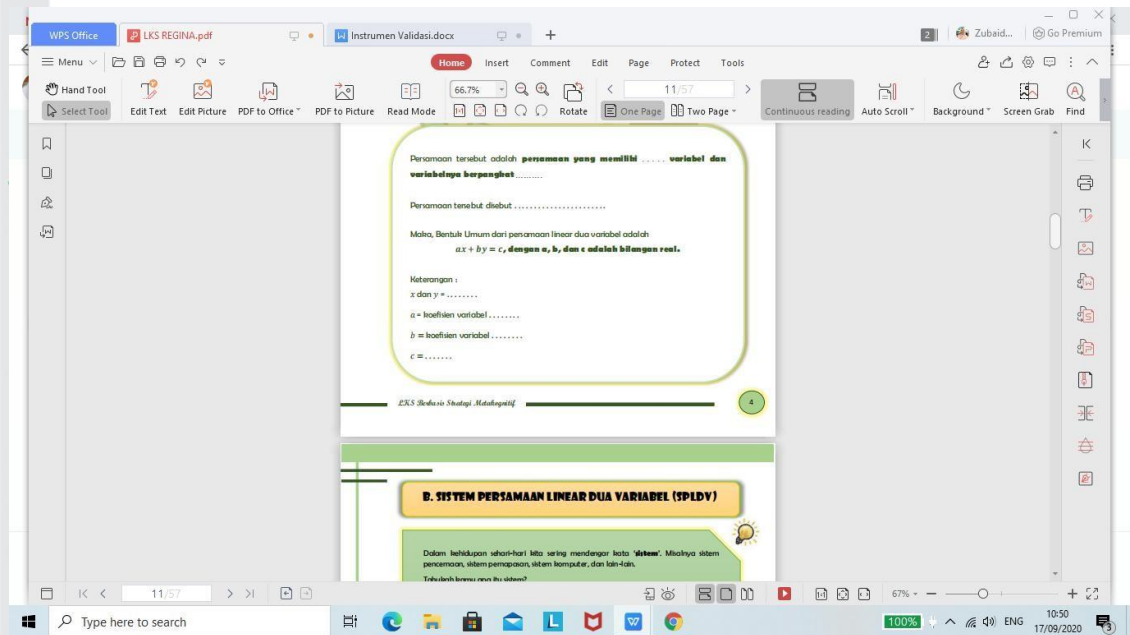 WPS Office
LKS REGINA.pdf
Instrumen Validasi.docx
+
2
Zubaid...
Go Premium
Menu
Home
Insert
Comment
Edit
Page
Protect
Tools
Hand Tool
Select Tool
Edit Text
Edit Picture
PDF to Office
PDF to Picture
Read Mode
66.7%
Rotate
11/57
One Page
Two Page
Continuous reading
Auto Scroll
Background
Screen Grab
Find
Persamaan tersebut adalah persamaan yang memiliki ..... variabel dan
variabelnya berpangkat .........
Persamaan tersebut disebut .......................
Maka, Bentuk Umum dari persamaan linear dua variabel adalah
ax + by = c, dengan a, b, dan c adalah bilangan real.
Keterangan :
x dan y = ........
a = koefisien variabel ........
b = koefisien variabel ........
c = .......
LKS Berbasis Strategi Metakognitif
4
B. SISTEM PERSAMAAN LINEAR DUA VARIABEL (SPLDV)
Dalam kehidupan sehari-hari kita sering mendengar kata 'sistem'. Misalnya sistem
pencernaan, sistem pernapasan, sistem komputer, dan lain-lain.
Tahukah kamu apa itu sistem?
11/57
67%
Type here to search
100%
ENG
10:50
17/09/2020
3